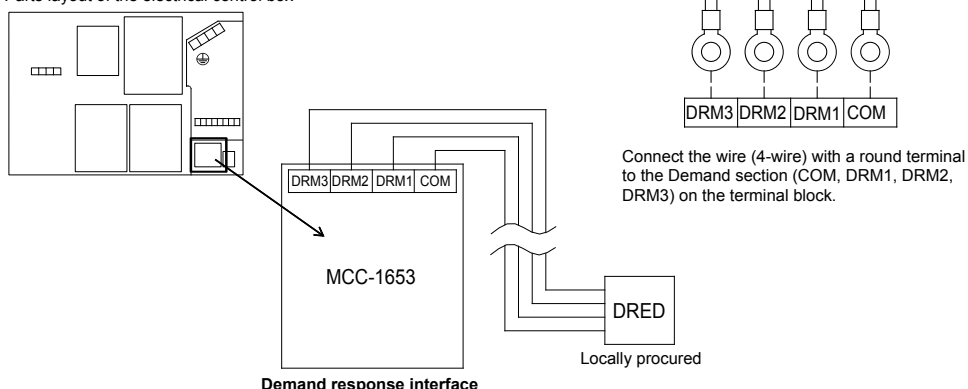 Parts layout of the electrical control box
DRM3 DRM2 DRM1 COM
Connect the wire (4-wire) with a round terminal
to the Demand section (COM, DRM1, DRM2,
DRM3) on the terminal block.
DRM3 DRM2 DRM1 COM
MCC-1653
DRED
Locally procured
Demand response interface